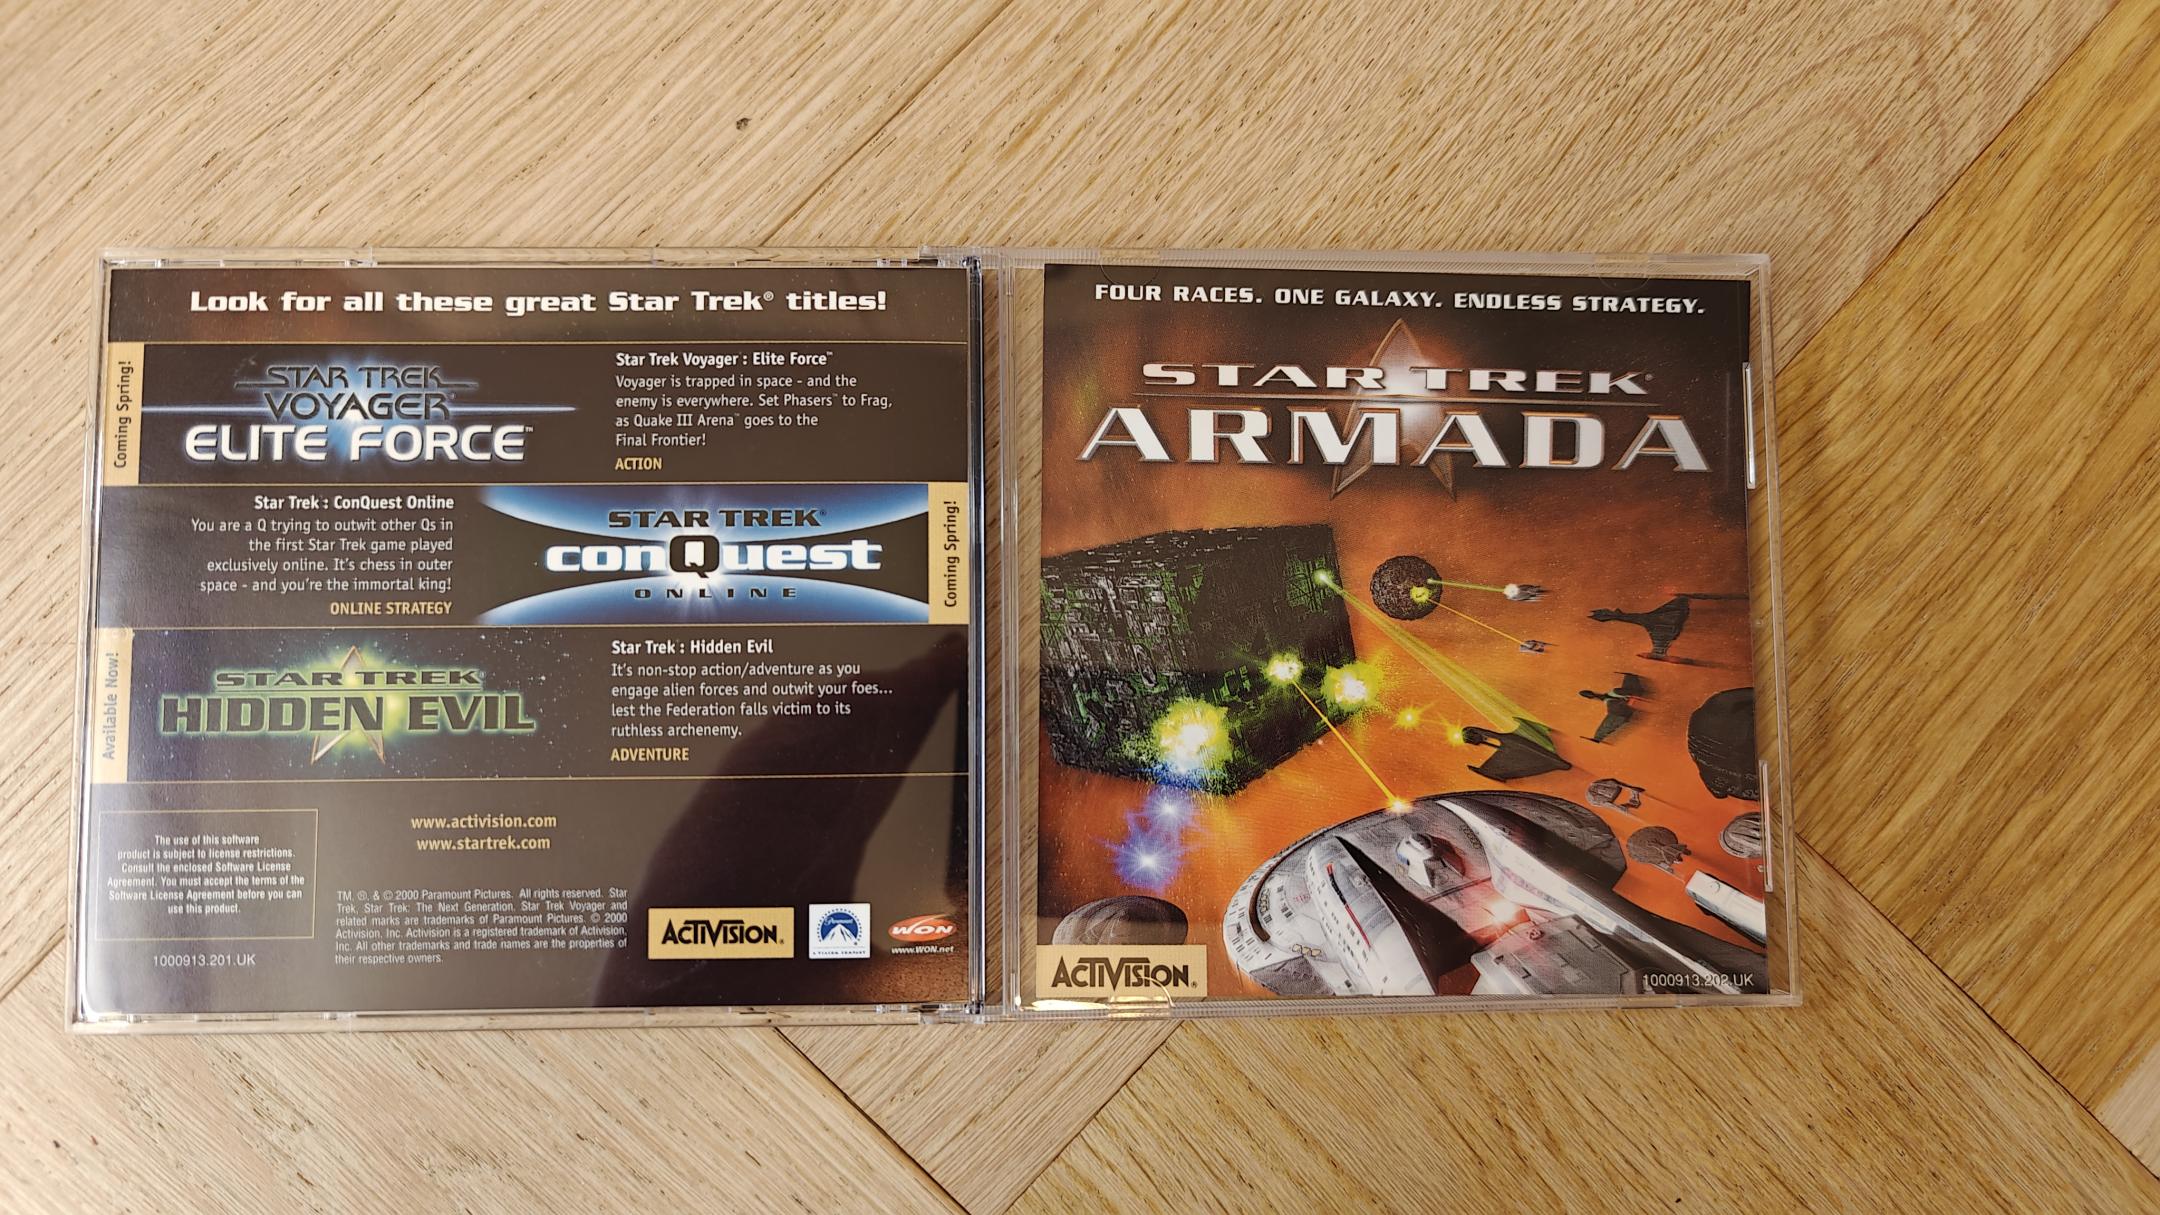 Look for all these great Star Trek® titles!
Coming Spring!
STAR TREK
VOYAGER
ELITE FORCE™
Star Trek Voyager: Elite Force™
Voyager is trapped in space - and the
enemy is everywhere. Set Phasers™ to Frag,
as Quake III Arena™ goes to the
Final Frontier!
ACTION
Star Trek: ConQuest Online
You are a Q trying to outwit other Qs in
the first Star Trek game played
exclusively online. It's chess in outer
space - and you're the immortal king!
ONLINE STRATEGY
STAR TREK
conQuest
ONLINE
Coming Spring!
Available Now!
STAR TREK
HIDDEN EVIL
Star Trek: Hidden Evil
It's non-stop action/adventure as you
engage alien forces and outwit your foes...
lest the Federation falls victim to its
ruthless archenemy.
ADVENTURE
www.activision.com
www.startrek.com
The use of this software
product is subject to license restrictions.
Consult the enclosed Software License
Agreement. You must accept the terms of the
Software License Agreement before you can
use this product.
1000913.201.UK
TM, ®, & © 2000 Paramount Pictures. All rights reserved. Star
Trek, Star Trek: The Next Generation, Star Trek Voyager and
related marks are trademarks of Paramount Pictures. © 2000
Activision, Inc. Activision is a registered trademark of Activision,
Inc. All other trademarks and trade names are the properties of
their respective owners.
ACTIVISION®
Paramount
WON
www.WON.net
FOUR RACES. ONE GALAXY. ENDLESS STRATEGY.
STAR TREK®
ARMADA
ACTIVISION®
1000913.202.UK